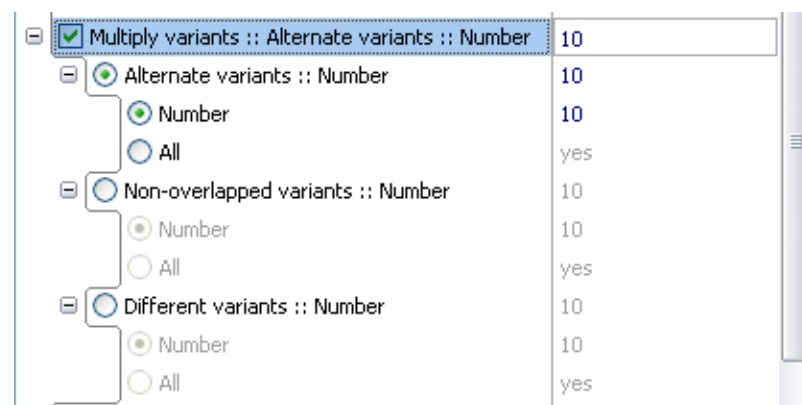 Multiply variants :: Alternate variants :: Number 10
Alternate variants :: Number 10
Number 10
All yes
Non-overlapped variants :: Number 10
Number 10
All yes
Different variants :: Number 10
Number 10
All yes